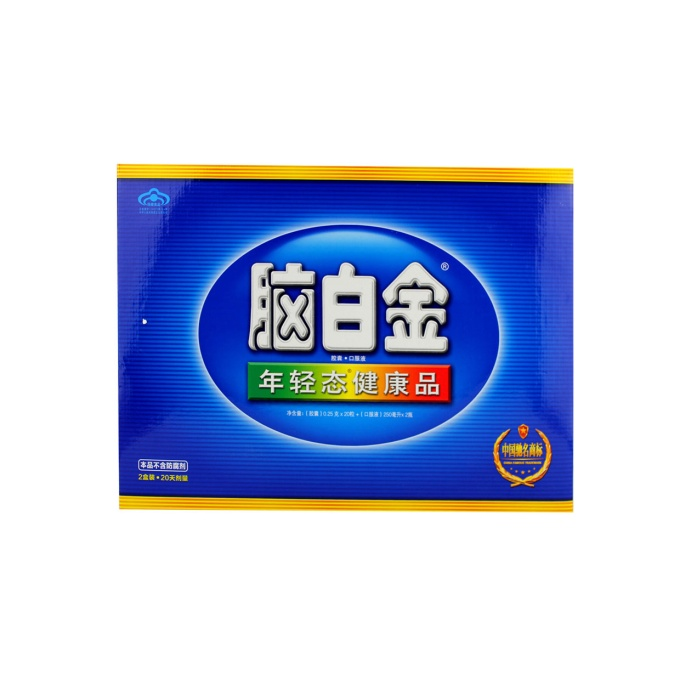 脑白金®
胶囊·口服液
年轻态®健康品
净含量:(胶囊)0.25克×20粒+(口服液)250毫升×2瓶
中国驰名商标
本品不含防腐剂
2盒装·20天剂量